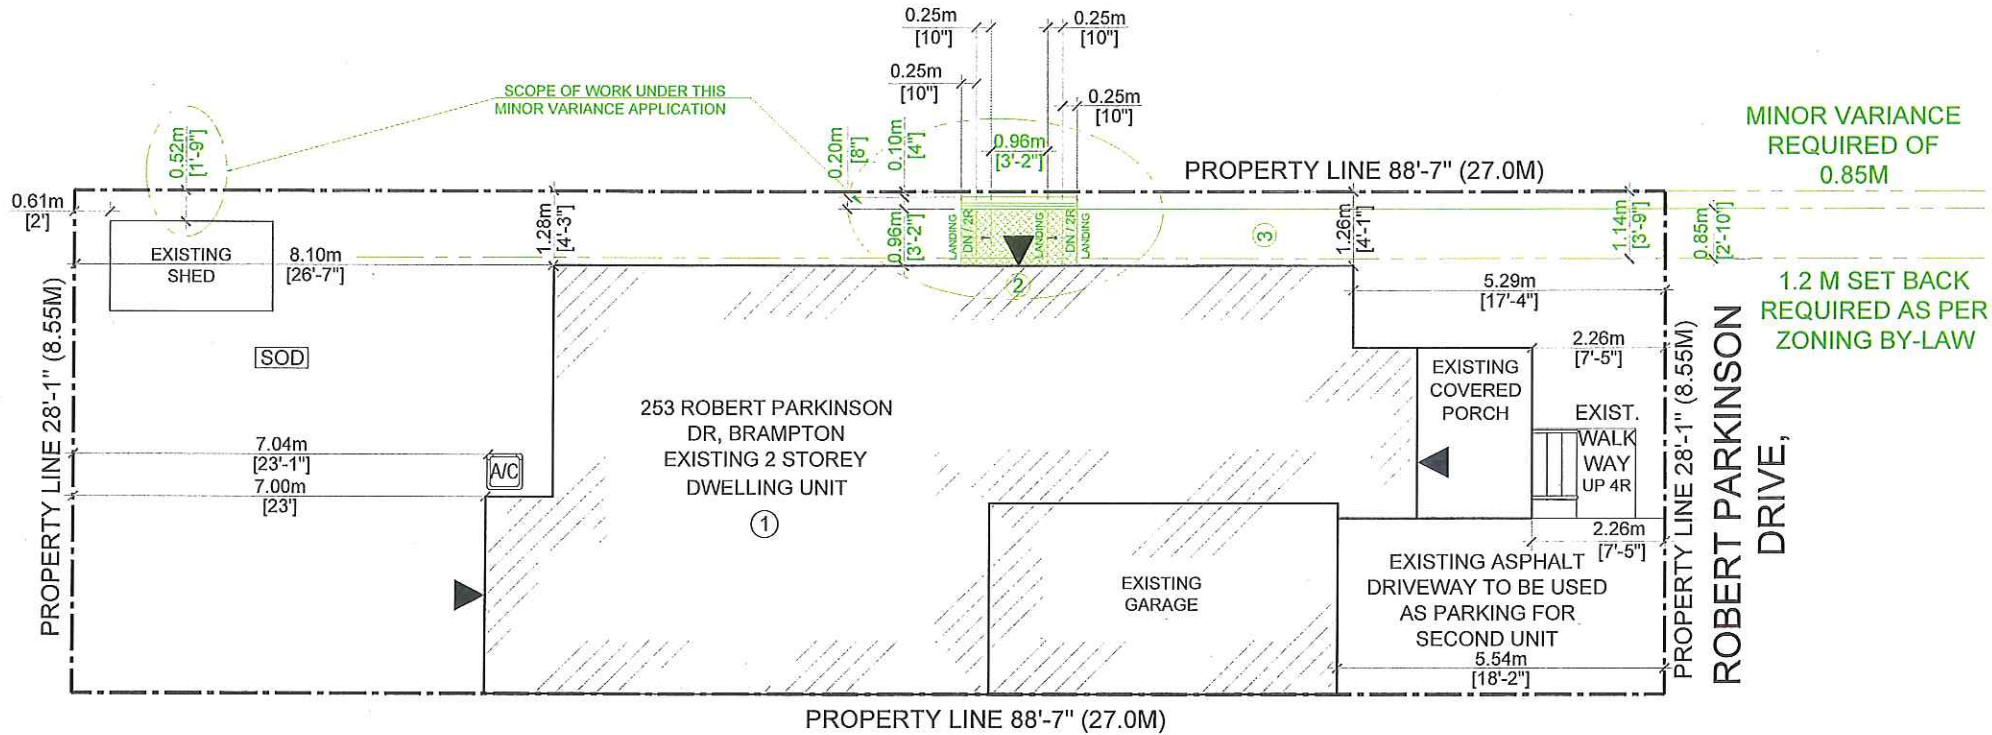 0.25m
[10"]
0.25m
[10"]
0.25m
[10"]
0.25m
[10"]
SCOPE OF WORK UNDER THIS
MINOR VARIANCE APPLICATION
0.52m
[1'-9"]
0.20m
[8"]
0.10m
[4"]
0.96m
[3'-2"]
PROPERTY LINE 88'-7" (27.0M)
MINOR VARIANCE
REQUIRED OF
0.85M
0.61m
[2']
EXISTING
SHED
8.10m
[26'-7"]
1.28m
[4'-3"]
0.96m
[3'-2"]
LANDING
DN / 2R
1
LANDING
1
DN / 2R
LANDING
2
3
1.26m
[4'-1"]
1.14m
[3'-9"]
0.85m
[2'-10"]
1.2 M SET BACK
REQUIRED AS PER
ZONING BY-LAW
5.29m
[17'-4"]
2.26m
[7'-5"]
SOD
EXISTING
COVERED
PORCH
EXIST.
WALK
WAY
UP 4R
253 ROBERT PARKINSON
DR, BRAMPTON
EXISTING 2 STOREY
DWELLING UNIT
1
7.04m
[23'-1"]
7.00m
[23']
A/C
PROPERTY LINE 28'-1" (8.55M)
2.26m
[7'-5"]
EXISTING
GARAGE
EXISTING ASPHALT
DRIVEWAY TO BE USED
AS PARKING FOR
SECOND UNIT
5.54m
[18'-2"]
PROPERTY LINE 28'-1" (8.55M)
ROBERT PARKINSON
DRIVE,
PROPERTY LINE 88'-7" (27.0M)